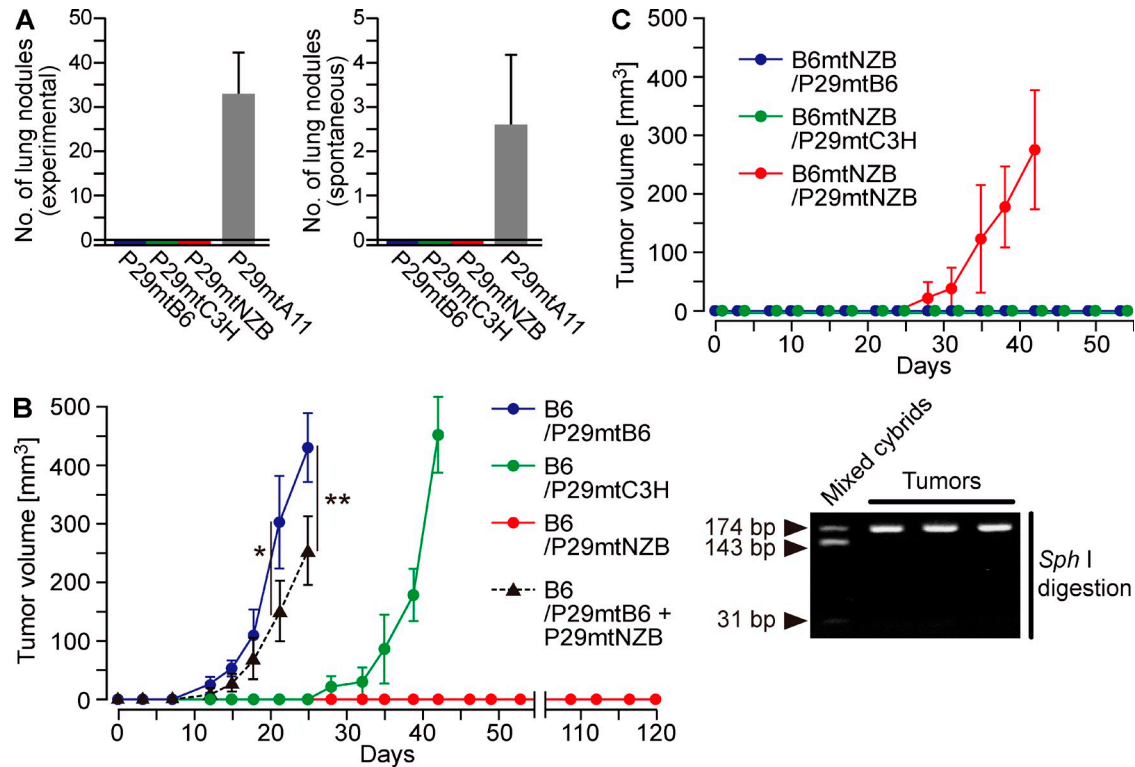 A
No. of lung nodules
(experimental)
50
40
30
20
10
0
P29mtB6
P29mtC3H
P29mtNZB
P29mtA11
No. of lung nodules
(spontaneous)
5
4
3
2
1
0
P29mtB6
P29mtC3H
P29mtNZB
P29mtA11
C
Tumor volume [mm3]
500
400
300
200
100
0
B6mtNZB
/P29mtB6
B6mtNZB
/P29mtC3H
B6mtNZB
/P29mtNZB
0
10
20
30
40
50
Days
B
Tumor volume [mm3]
500
400
300
200
100
0
*
**
B6
/P29mtB6
B6
/P29mtC3H
B6
/P29mtNZB
B6
/P29mtB6 +
P29mtNZB
0
10
20
30
40
50
110
120
Days
Mixed cybrids
Tumors
174 bp
143 bp
31 bp
Sph I
digestion